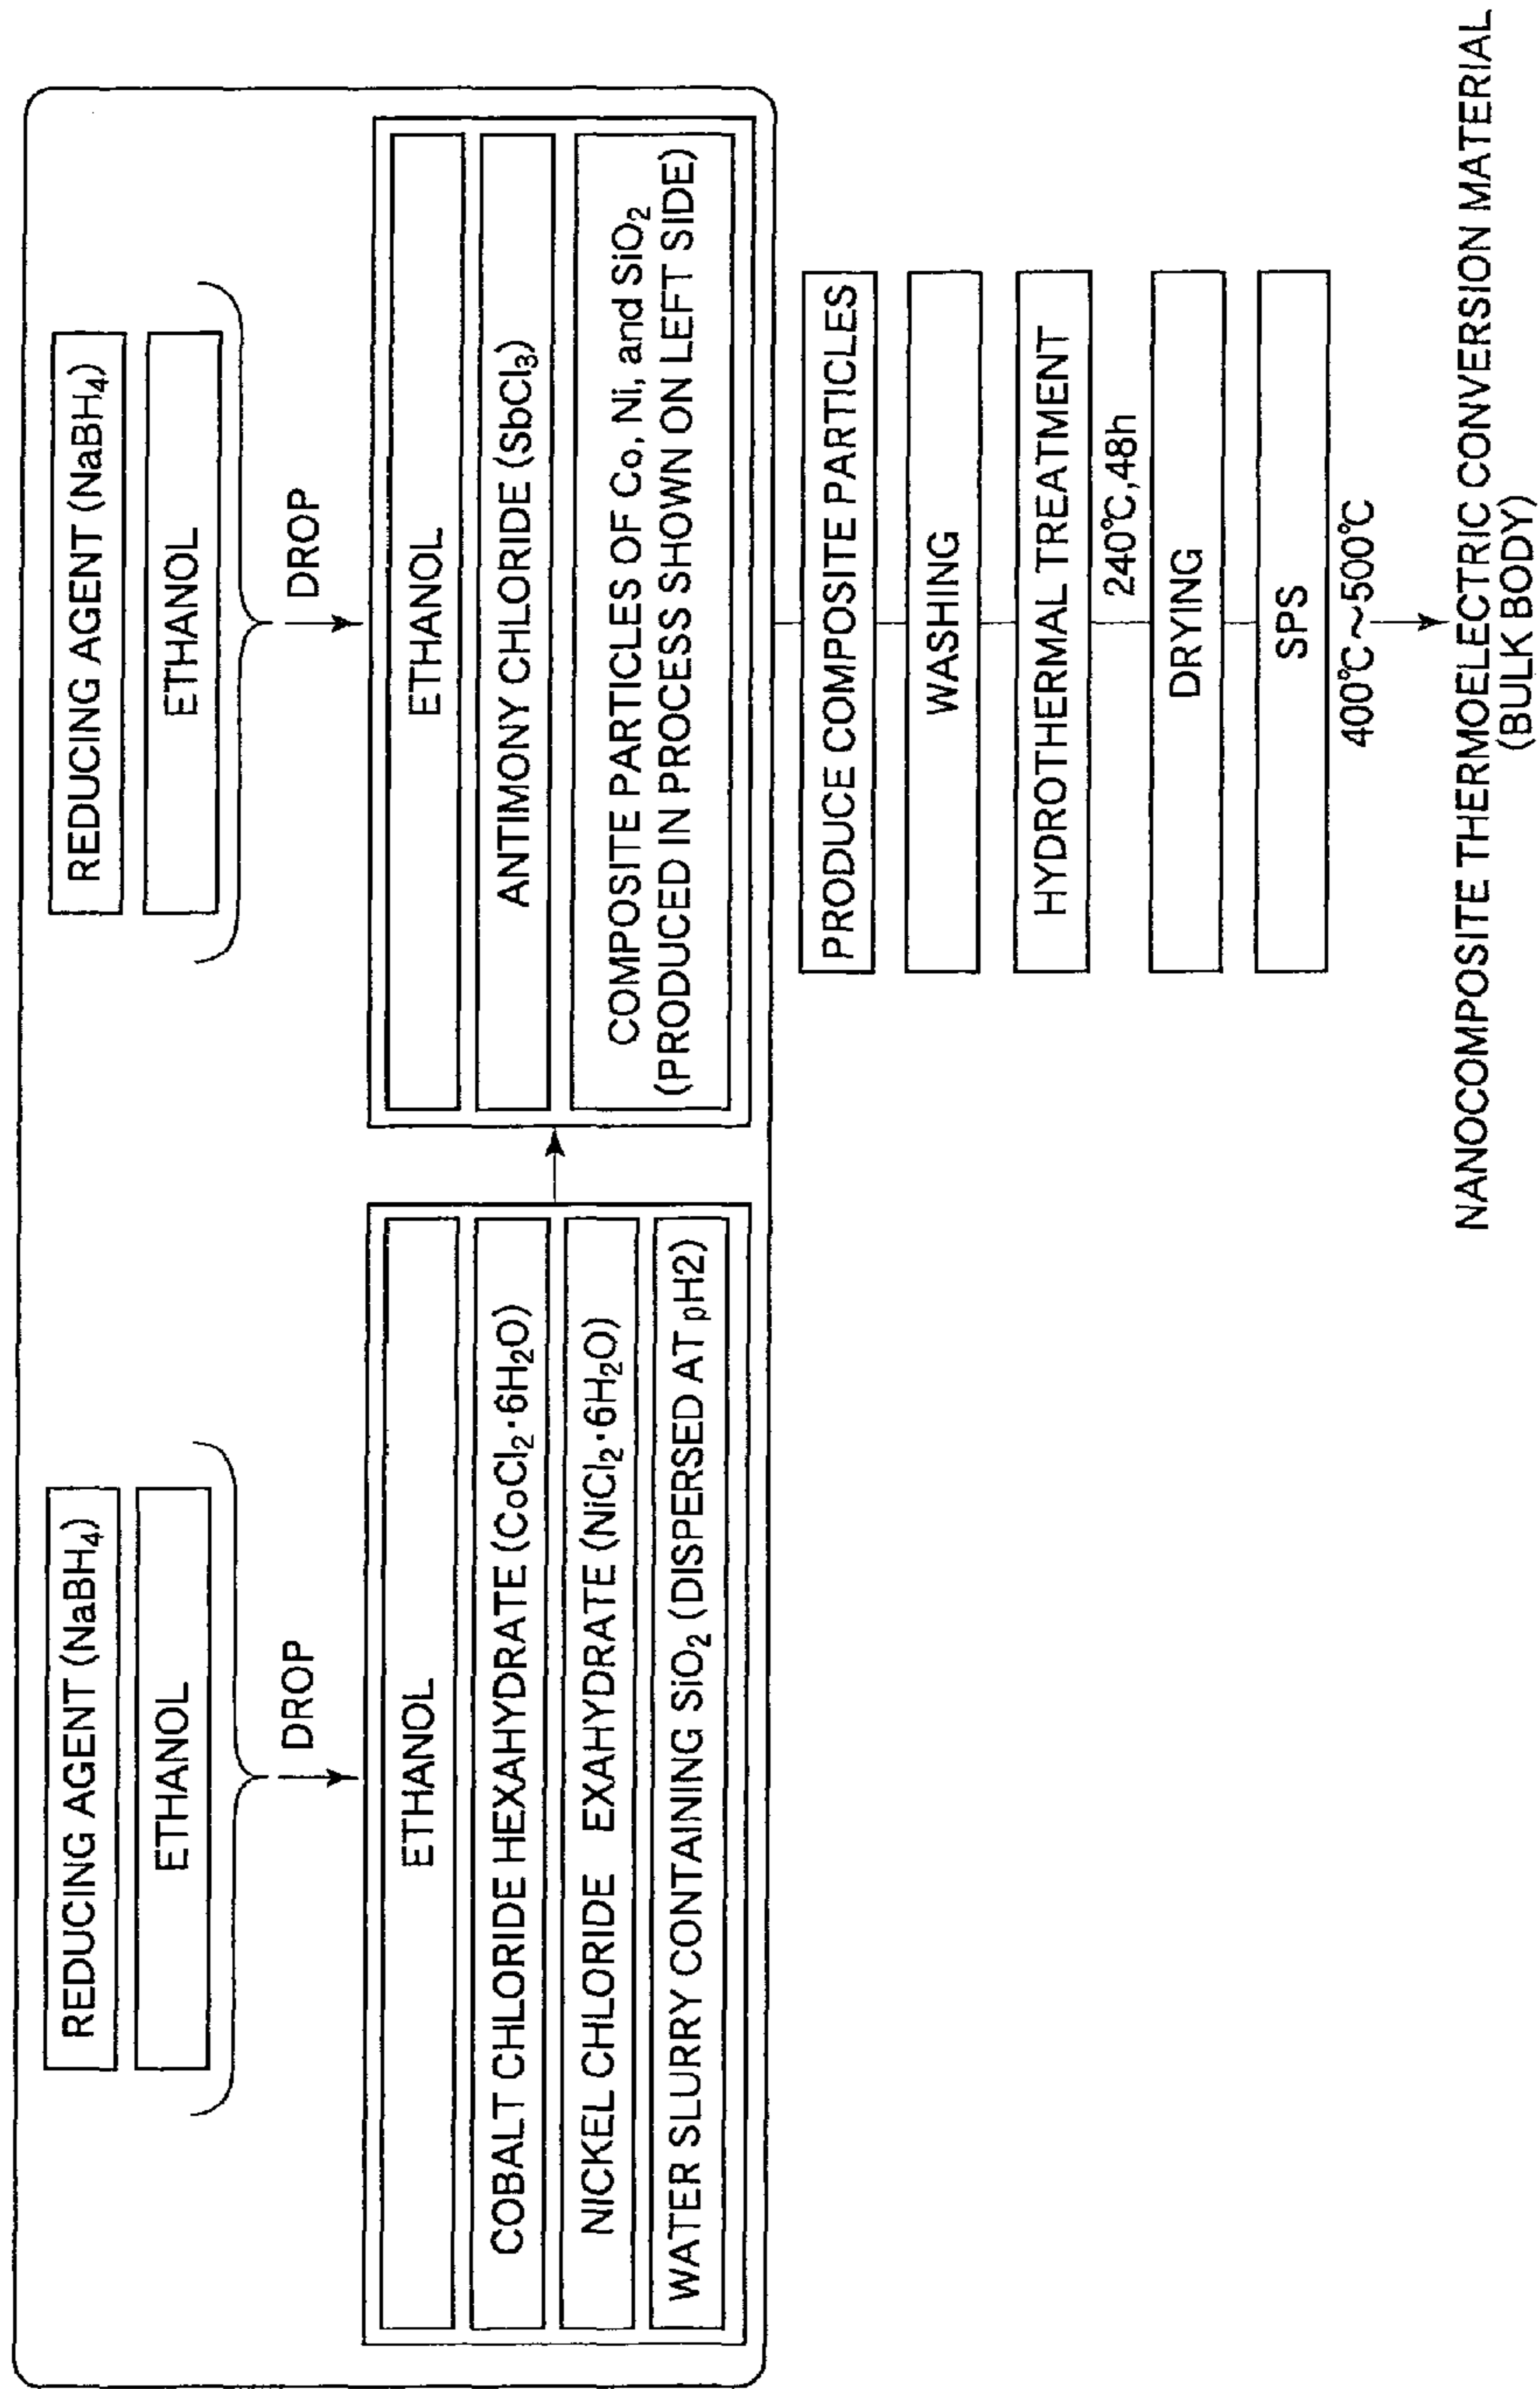 REDUCING AGENT (NaBH₄)
ETHANOL
DROP
ETHANOL
COBALT CHLORIDE HEXAHYDRATE (CoCl₂・6H₂O)
NICKEL CHLORIDE EXAHYDRATE (NiCl₂・6H₂O)
WATER SLURRY CONTAINING SiO₂ (DISPERSED AT pH2)
REDUCING AGENT (NaBH₄)
ETHANOL
DROP
ETHANOL
ANTIMONY CHLORIDE (SbCl₃)
COMPOSITE PARTICLES OF Co, Ni, and SiO₂
(PRODUCED IN PROCESS SHOWN ON LEFT SIDE)
PRODUCE COMPOSITE PARTICLES
WASHING
HYDROTHERMAL TREATMENT
240℃,48h
DRYING
SPS
400℃~500℃
NANOCOMPOSITE THERMOELECTRIC CONVERSION MATERIAL
(BULK BODY)